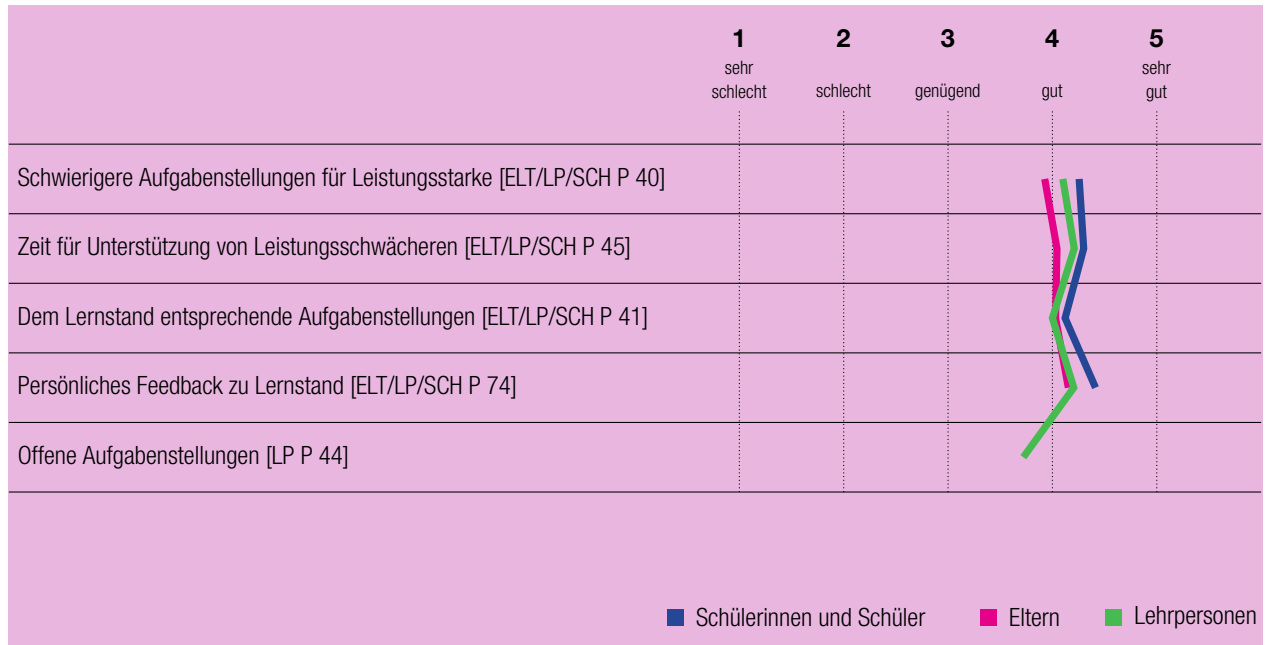 1 2 3 4 5
sehr schlecht schlecht genügend gut sehr gut
Schwierigere Aufgabenstellungen für Leistungsstarke [ELT/LP/SCH P 40]
Zeit für Unterstützung von Leistungsschwächeren [ELT/LP/SCH P 45]
Dem Lernstand entsprechende Aufgabenstellungen [ELT/LP/SCH P 41]
Persönliches Feedback zu Lernstand [ELT/LP/SCH P 74]
Offene Aufgabenstellungen [LP P 44]
Schülerinnen und Schüler Eltern Lehrpersonen